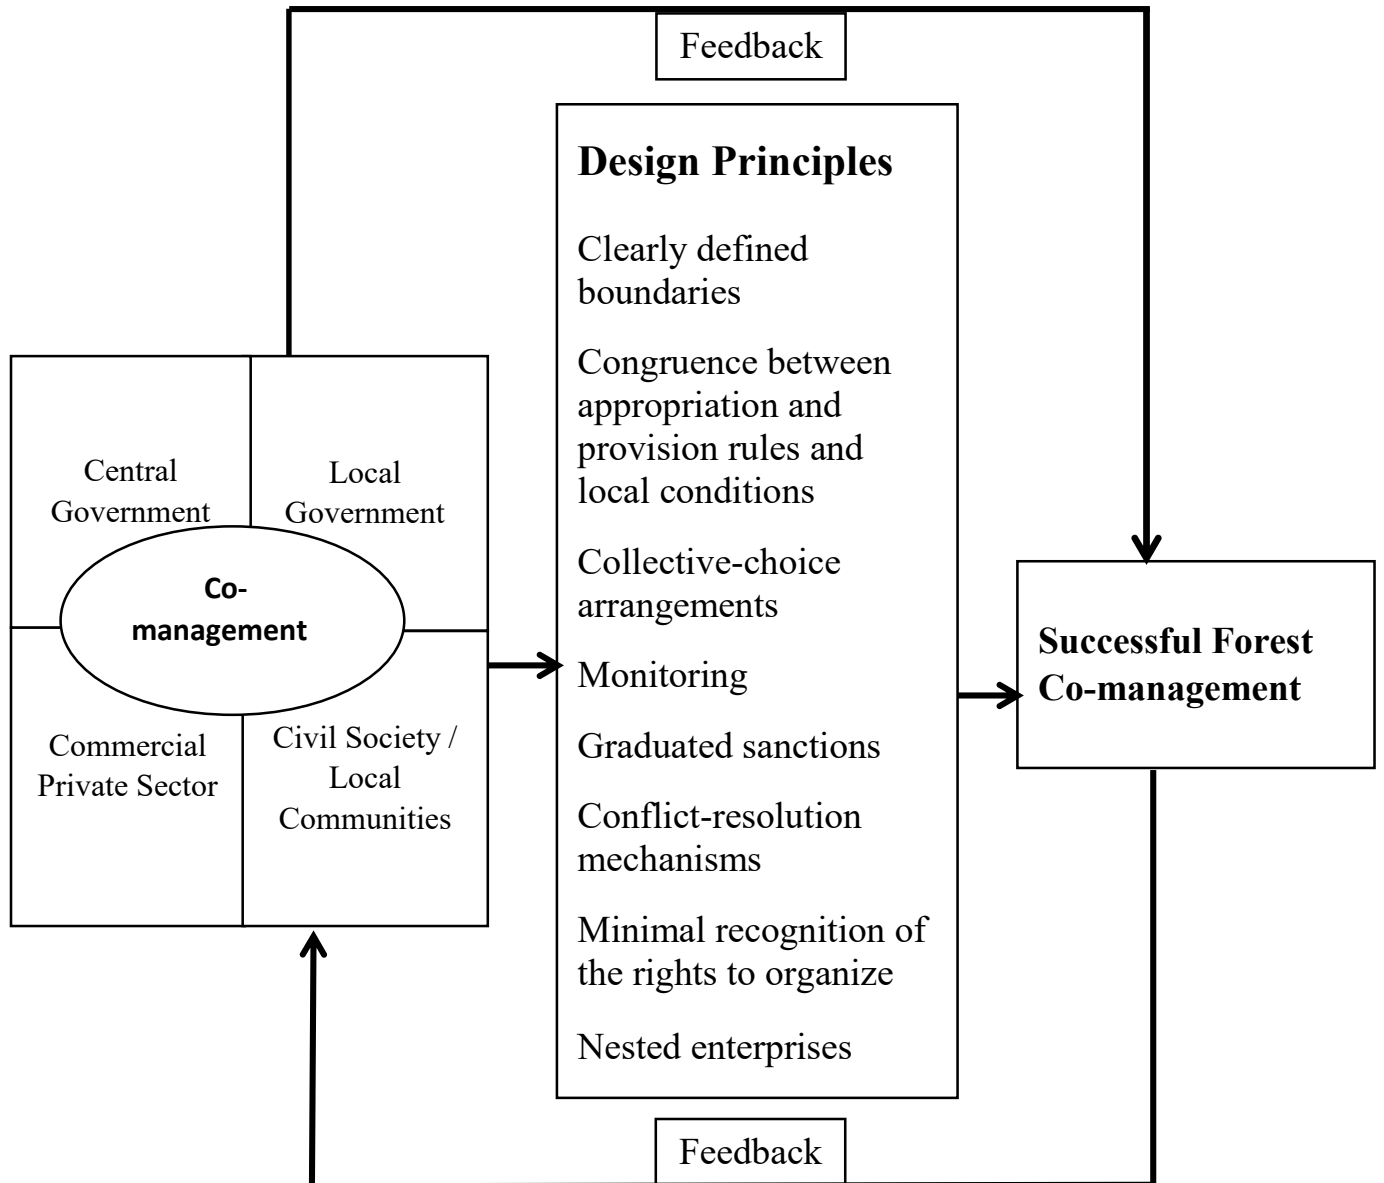 Feedback
Design Principles
Clearly defined
boundaries
Congruence between
appropriation and
provision rules and
local conditions
Collective-choice
arrangements
Monitoring
Graduated sanctions
Conflict-resolution
mechanisms
Minimal recognition of
the rights to organize
Nested enterprises
Central
Government
Local
Government
Co-
management
Commercial
Private Sector
Civil Society /
Local
Communities
Successful Forest
Co-management
Feedback